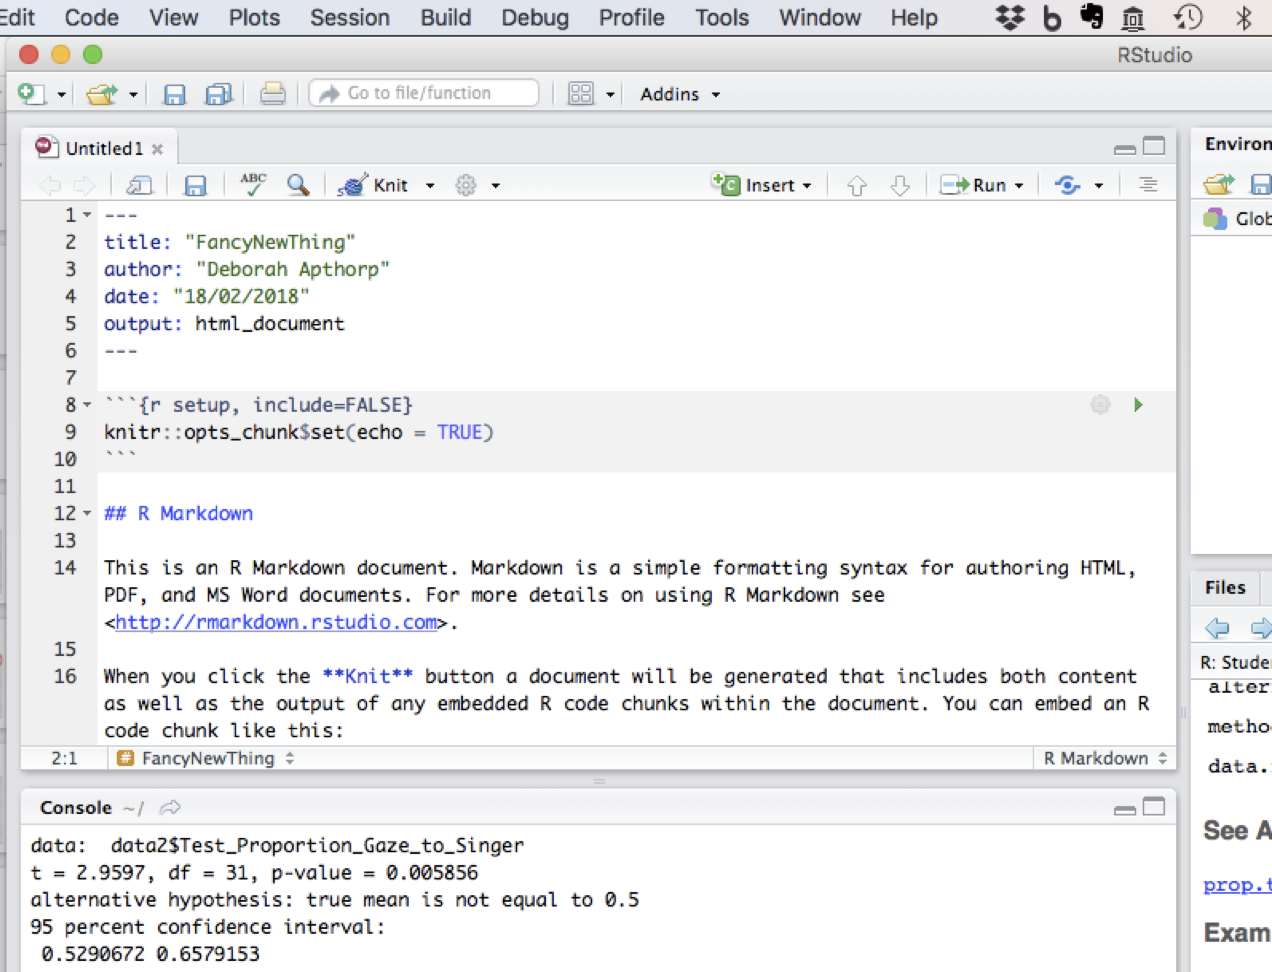 Edit Code View Plots Session Build Debug Profile Tools Window Help
RStudio
Go to file/function Addins
Untitled1
ABC Knit Insert Run
1 ---
2 title: "FancyNewThing"
3 author: "Deborah Apthorp"
4 date: "18/02/2018"
5 output: html_document
6 ---
7
8 ```{r setup, include=FALSE}
9 knitr::opts_chunk$set(echo = TRUE)
10 ```
11
12 ## R Markdown
13
14 This is an R Markdown document. Markdown is a simple formatting syntax for authoring HTML,
PDF, and MS Word documents. For more details on using R Markdown see
<http://rmarkdown.rstudio.com>.
15
16 When you click the **Knit** button a document will be generated that includes both content
as well as the output of any embedded R code chunks within the document. You can embed an R
code chunk like this:
2:1 # FancyNewThing R Markdown
Console ~/
data:  data2$Test_Proportion_Gaze_to_Singer
t = 2.9597, df = 31, p-value = 0.005856
alternative hypothesis: true mean is not equal to 0.5
95 percent confidence interval:
0.5290672 0.6579153
Environ
Glob
Files
R: Stude
alter
metho
data.
See A
prop.t
Exam